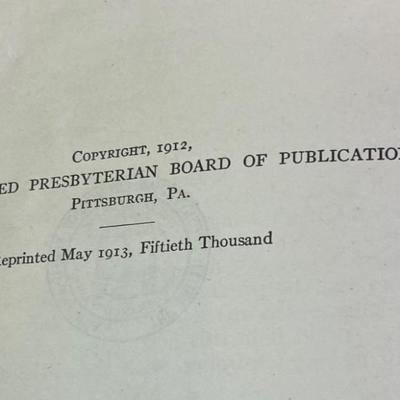 Copyright, 1912,
ED PRESBYTERIAN BOARD OF PUBLICATIO
Pittsburgh, Pa.
eprinted May 1913, Fiftieth Thousand